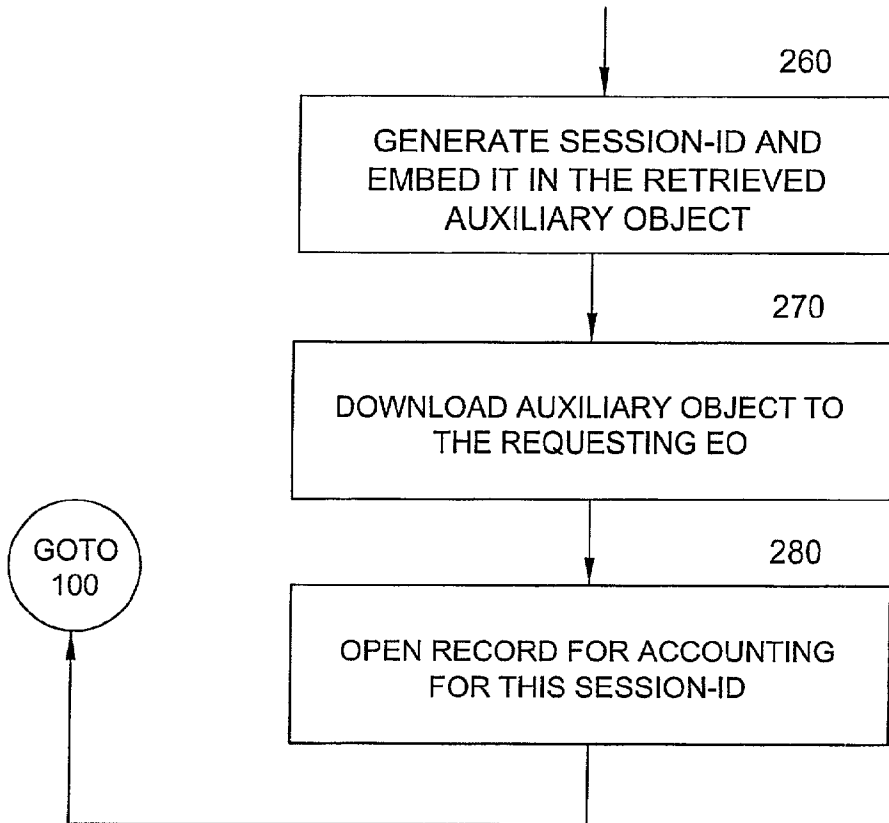 260
GENERATE SESSION-ID AND
EMBED IT IN THE RETRIEVED
AUXILIARY OBJECT
270
DOWNLOAD AUXILIARY OBJECT TO
THE REQUESTING EO
280
OPEN RECORD FOR ACCOUNTING
FOR THIS SESSION-ID
GOTO
100